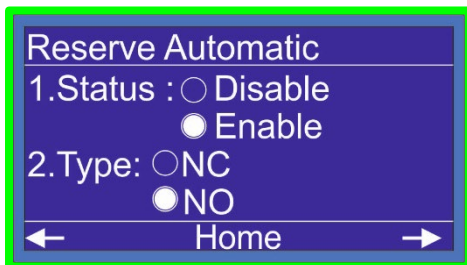 Reserve Automatic
1.Status : Disable
Enable
2.Type: NC
NO
Home